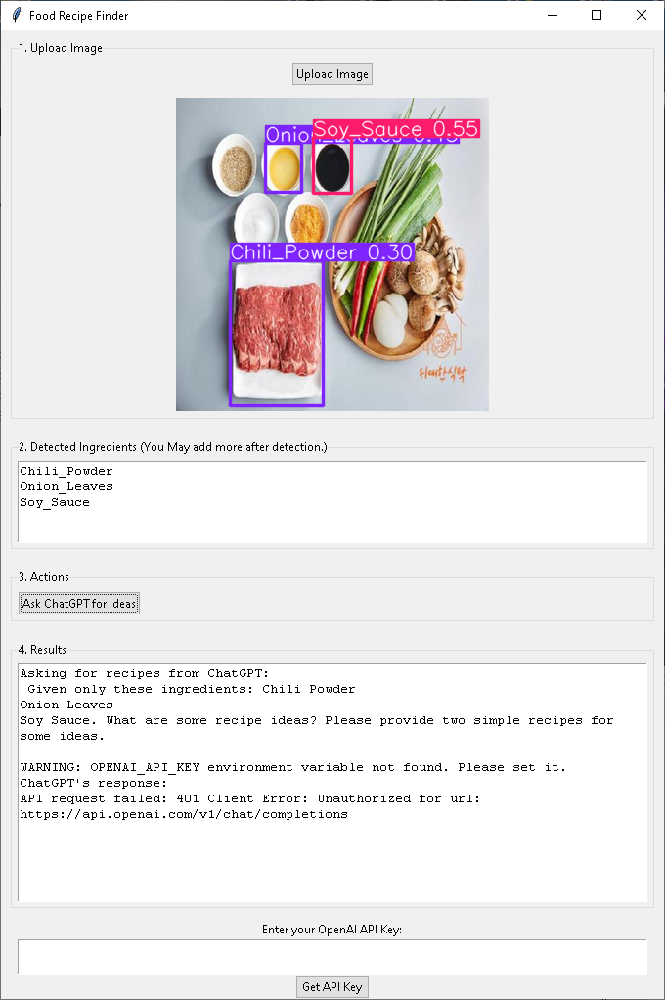 Food Recipe Finder
1. Upload Image
Upload Image
Soy_Sauce 0.55
Chili_Powder 0.30
위대한식탁
2. Detected Ingredients (You May add more after detection.)
Chili_Powder
Onion_Leaves
Soy_Sauce
3. Actions
Ask ChatGPT for Ideas
4. Results
Asking for recipes from ChatGPT:
Given only these ingredients: Chili Powder
Onion Leaves
Soy Sauce. What are some recipe ideas? Please provide two simple recipes for
some ideas.
WARNING: OPENAI_API_KEY environment variable not found. Please set it.
ChatGPT's response:
API request failed: 401 Client Error: Unauthorized for url:
https://api.openai.com/v1/chat/completions
Enter your OpenAI API Key:
Get API Key